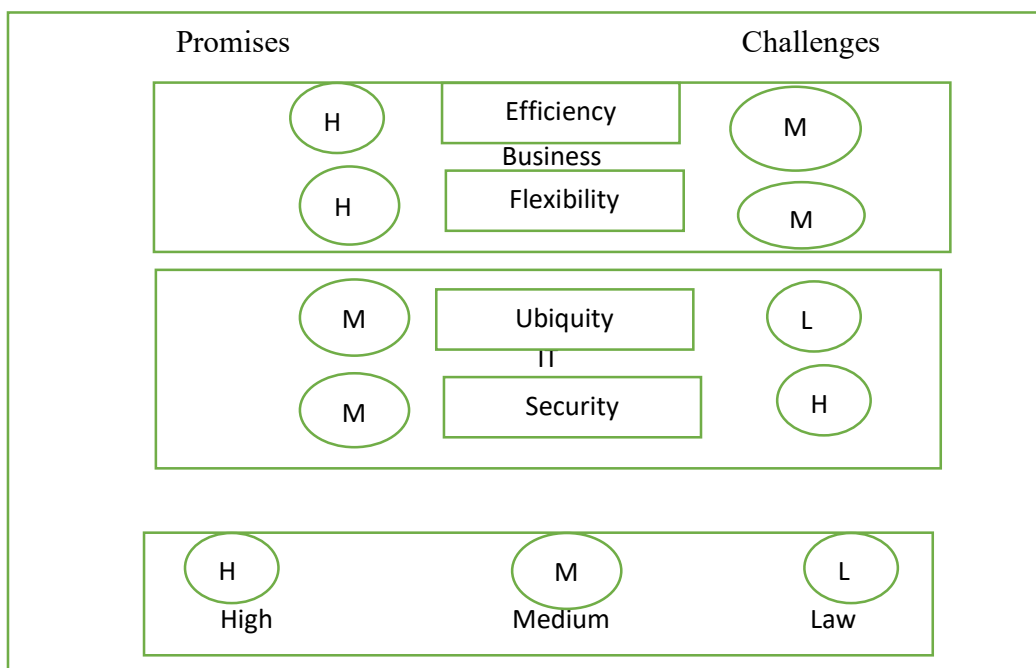 Promises Challenges
H Efficiency M
Business
H Flexibility M
M Ubiquity L
IT
M Security H
H M L
High Medium Law